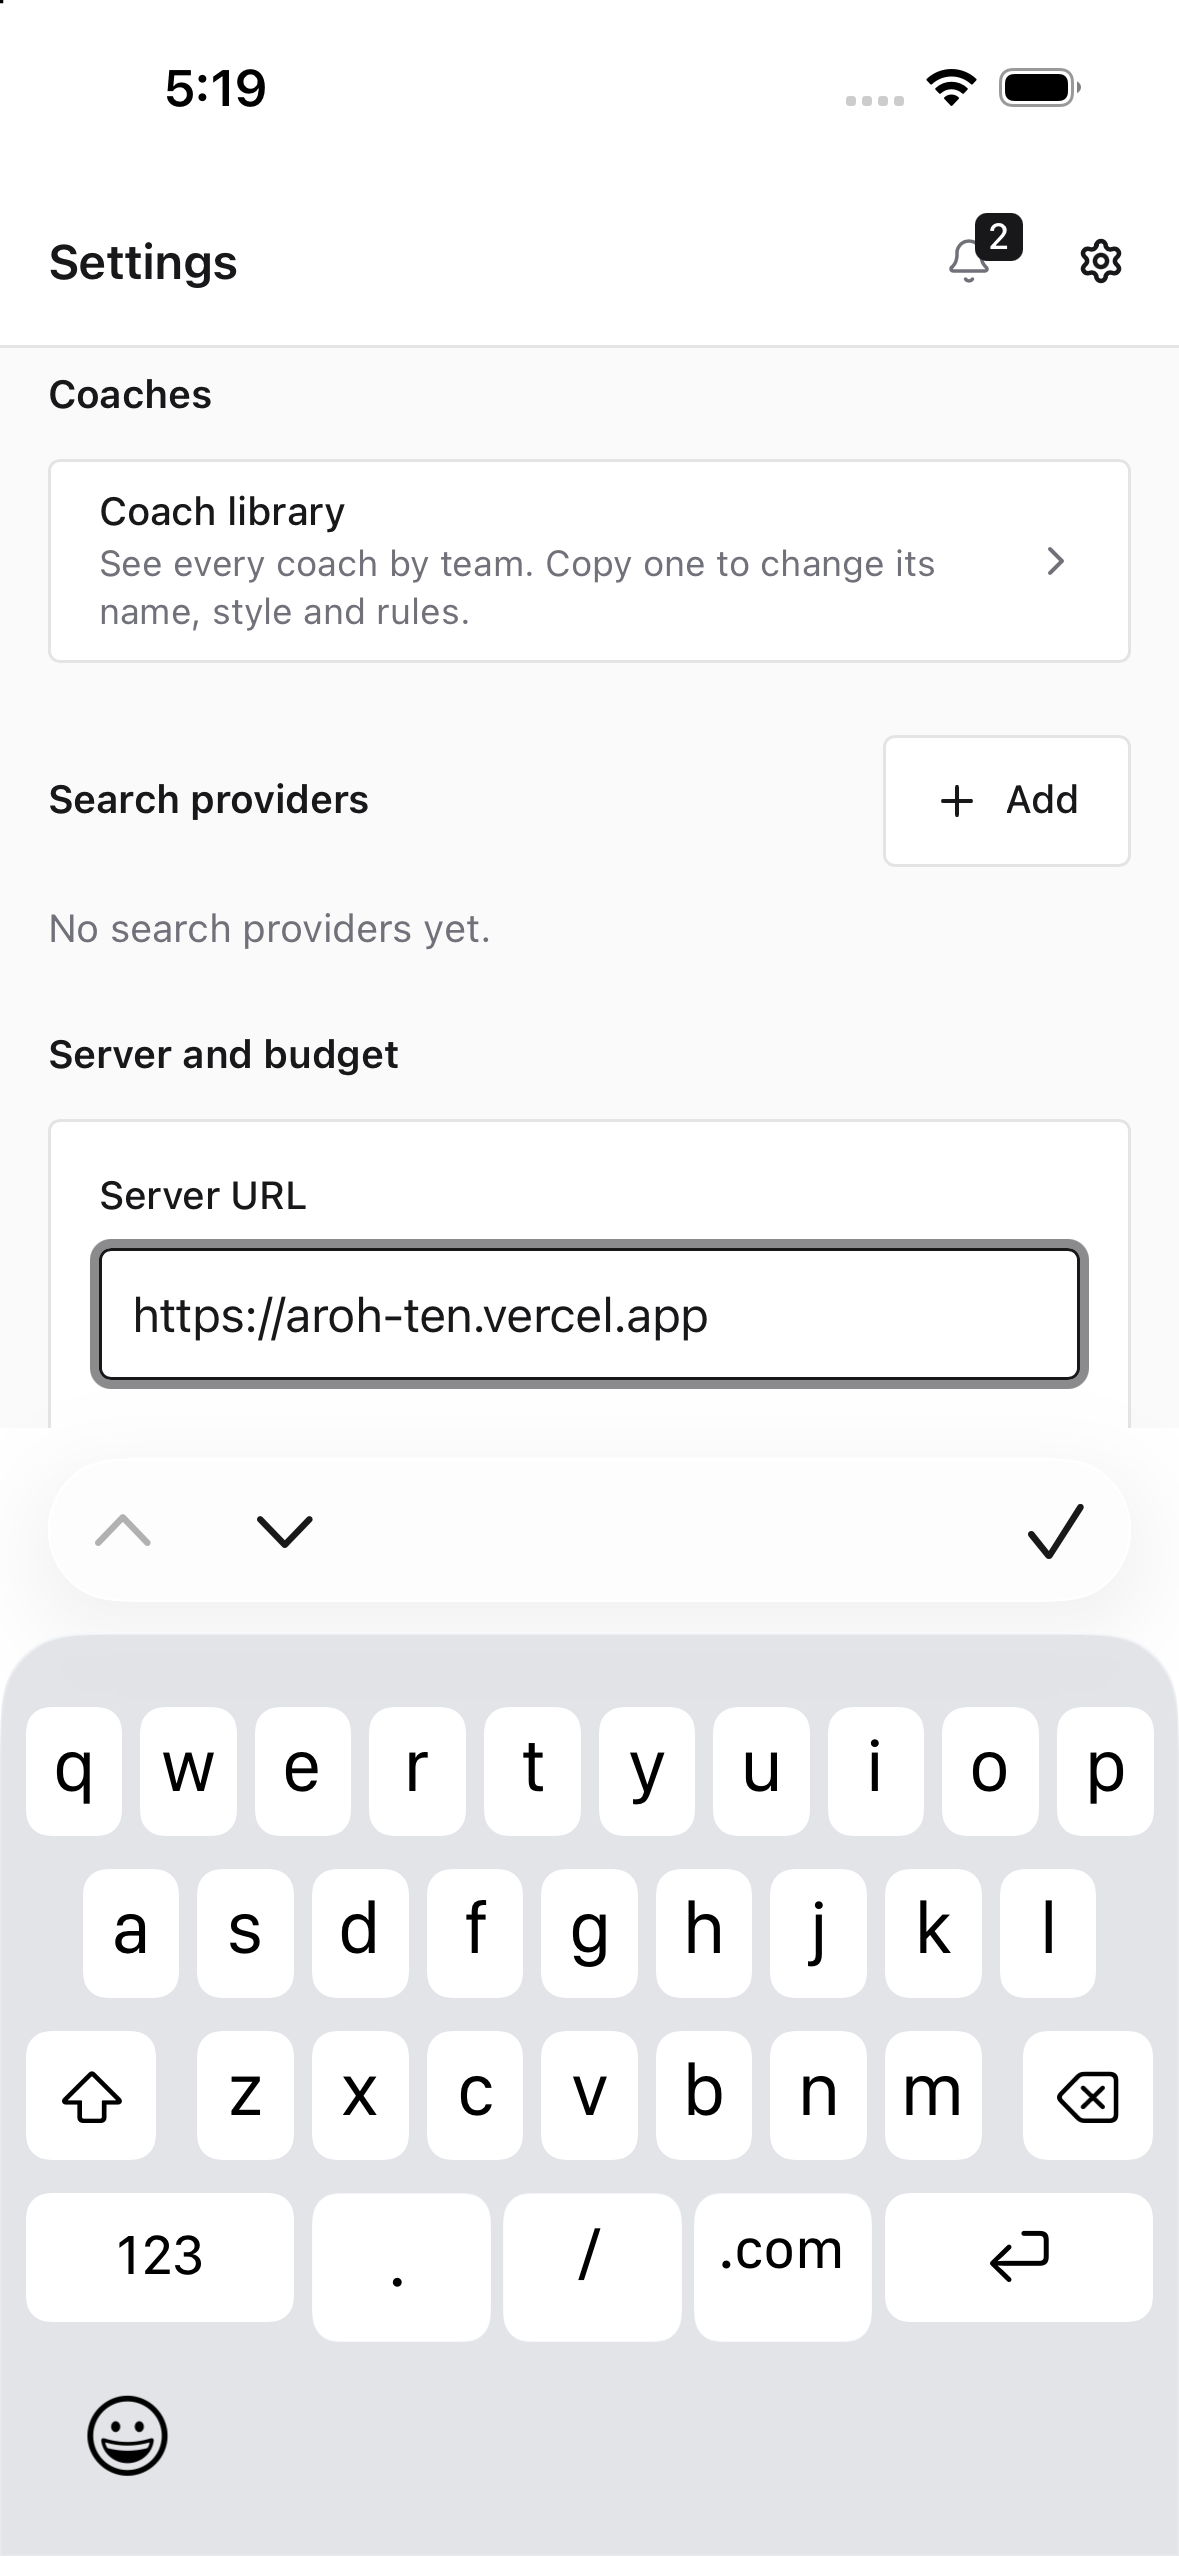 5:19
Settings
2
Coaches
Coach library
See every coach by team. Copy one to change its
name, style and rules.
Search providers
+ Add
No search providers yet.
Server and budget
Server URL
https://aroh-ten.vercel.app
q w e r t y u i o p
a s d f g h j k l
z x c v b n m
123 . / .com